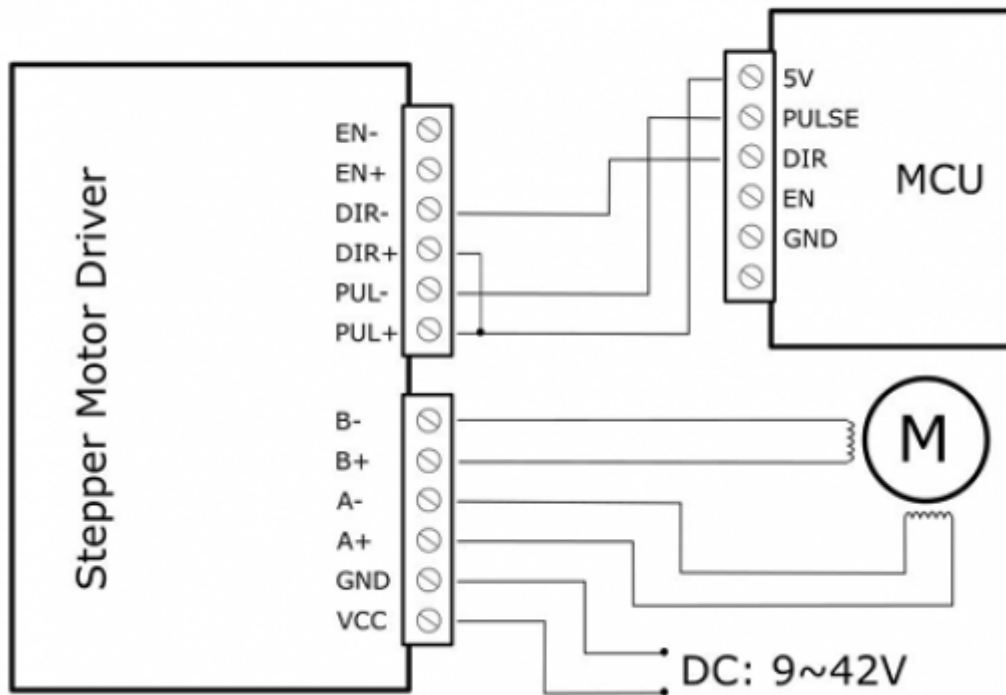 Stepper Motor Driver
EN-
EN+
DIR-
DIR+
PUL-
PUL+
B-
B+
A-
A+
GND
VCC
5V
PULSE
DIR
EN
GND
MCU
M
DC: 9~42V